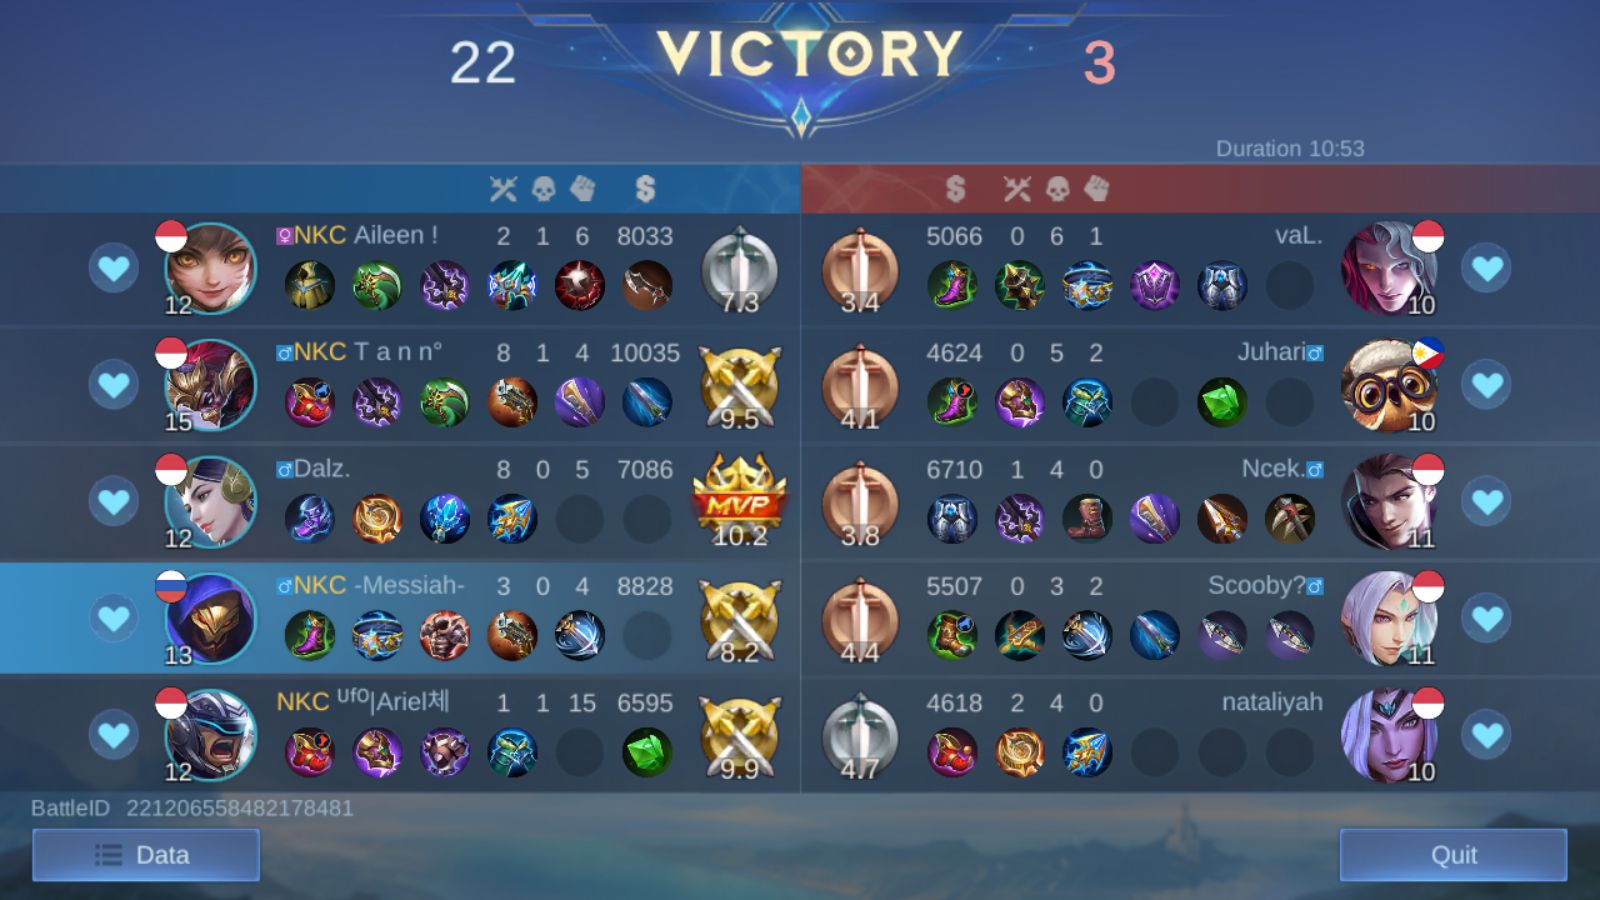 22 VICTORY 3
Duration 10:53
NKC Aileen ! 2 1 6 8033 7.3 12
3.4 5066 0 6 1 vaL. 10
NKC T a n n° 8 1 4 10035 9.5 15
4.1 4624 0 5 2 Juhari 10
Dalz. 8 0 5 7086 MVP 10.2 12
3.8 6710 1 4 0 Ncek. 11
NKC -Messiah- 3 0 4 8828 8.2 13
4.4 5507 0 3 2 Scooby? 11
NKC ᵁᶠᴼ|Ariel체 1 1 15 6595 9.9 12
4.7 4618 2 4 0 nataliyah 10
BattleID 221206558482178481
Data
Quit